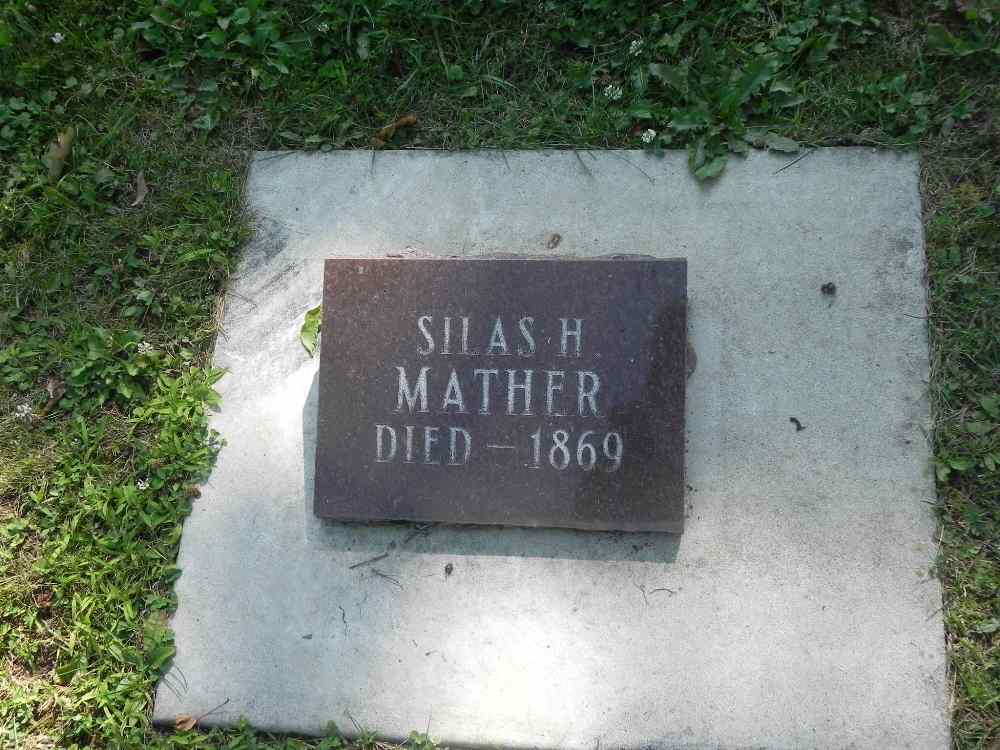 SILAS H.
MATHER
DIED — 1869